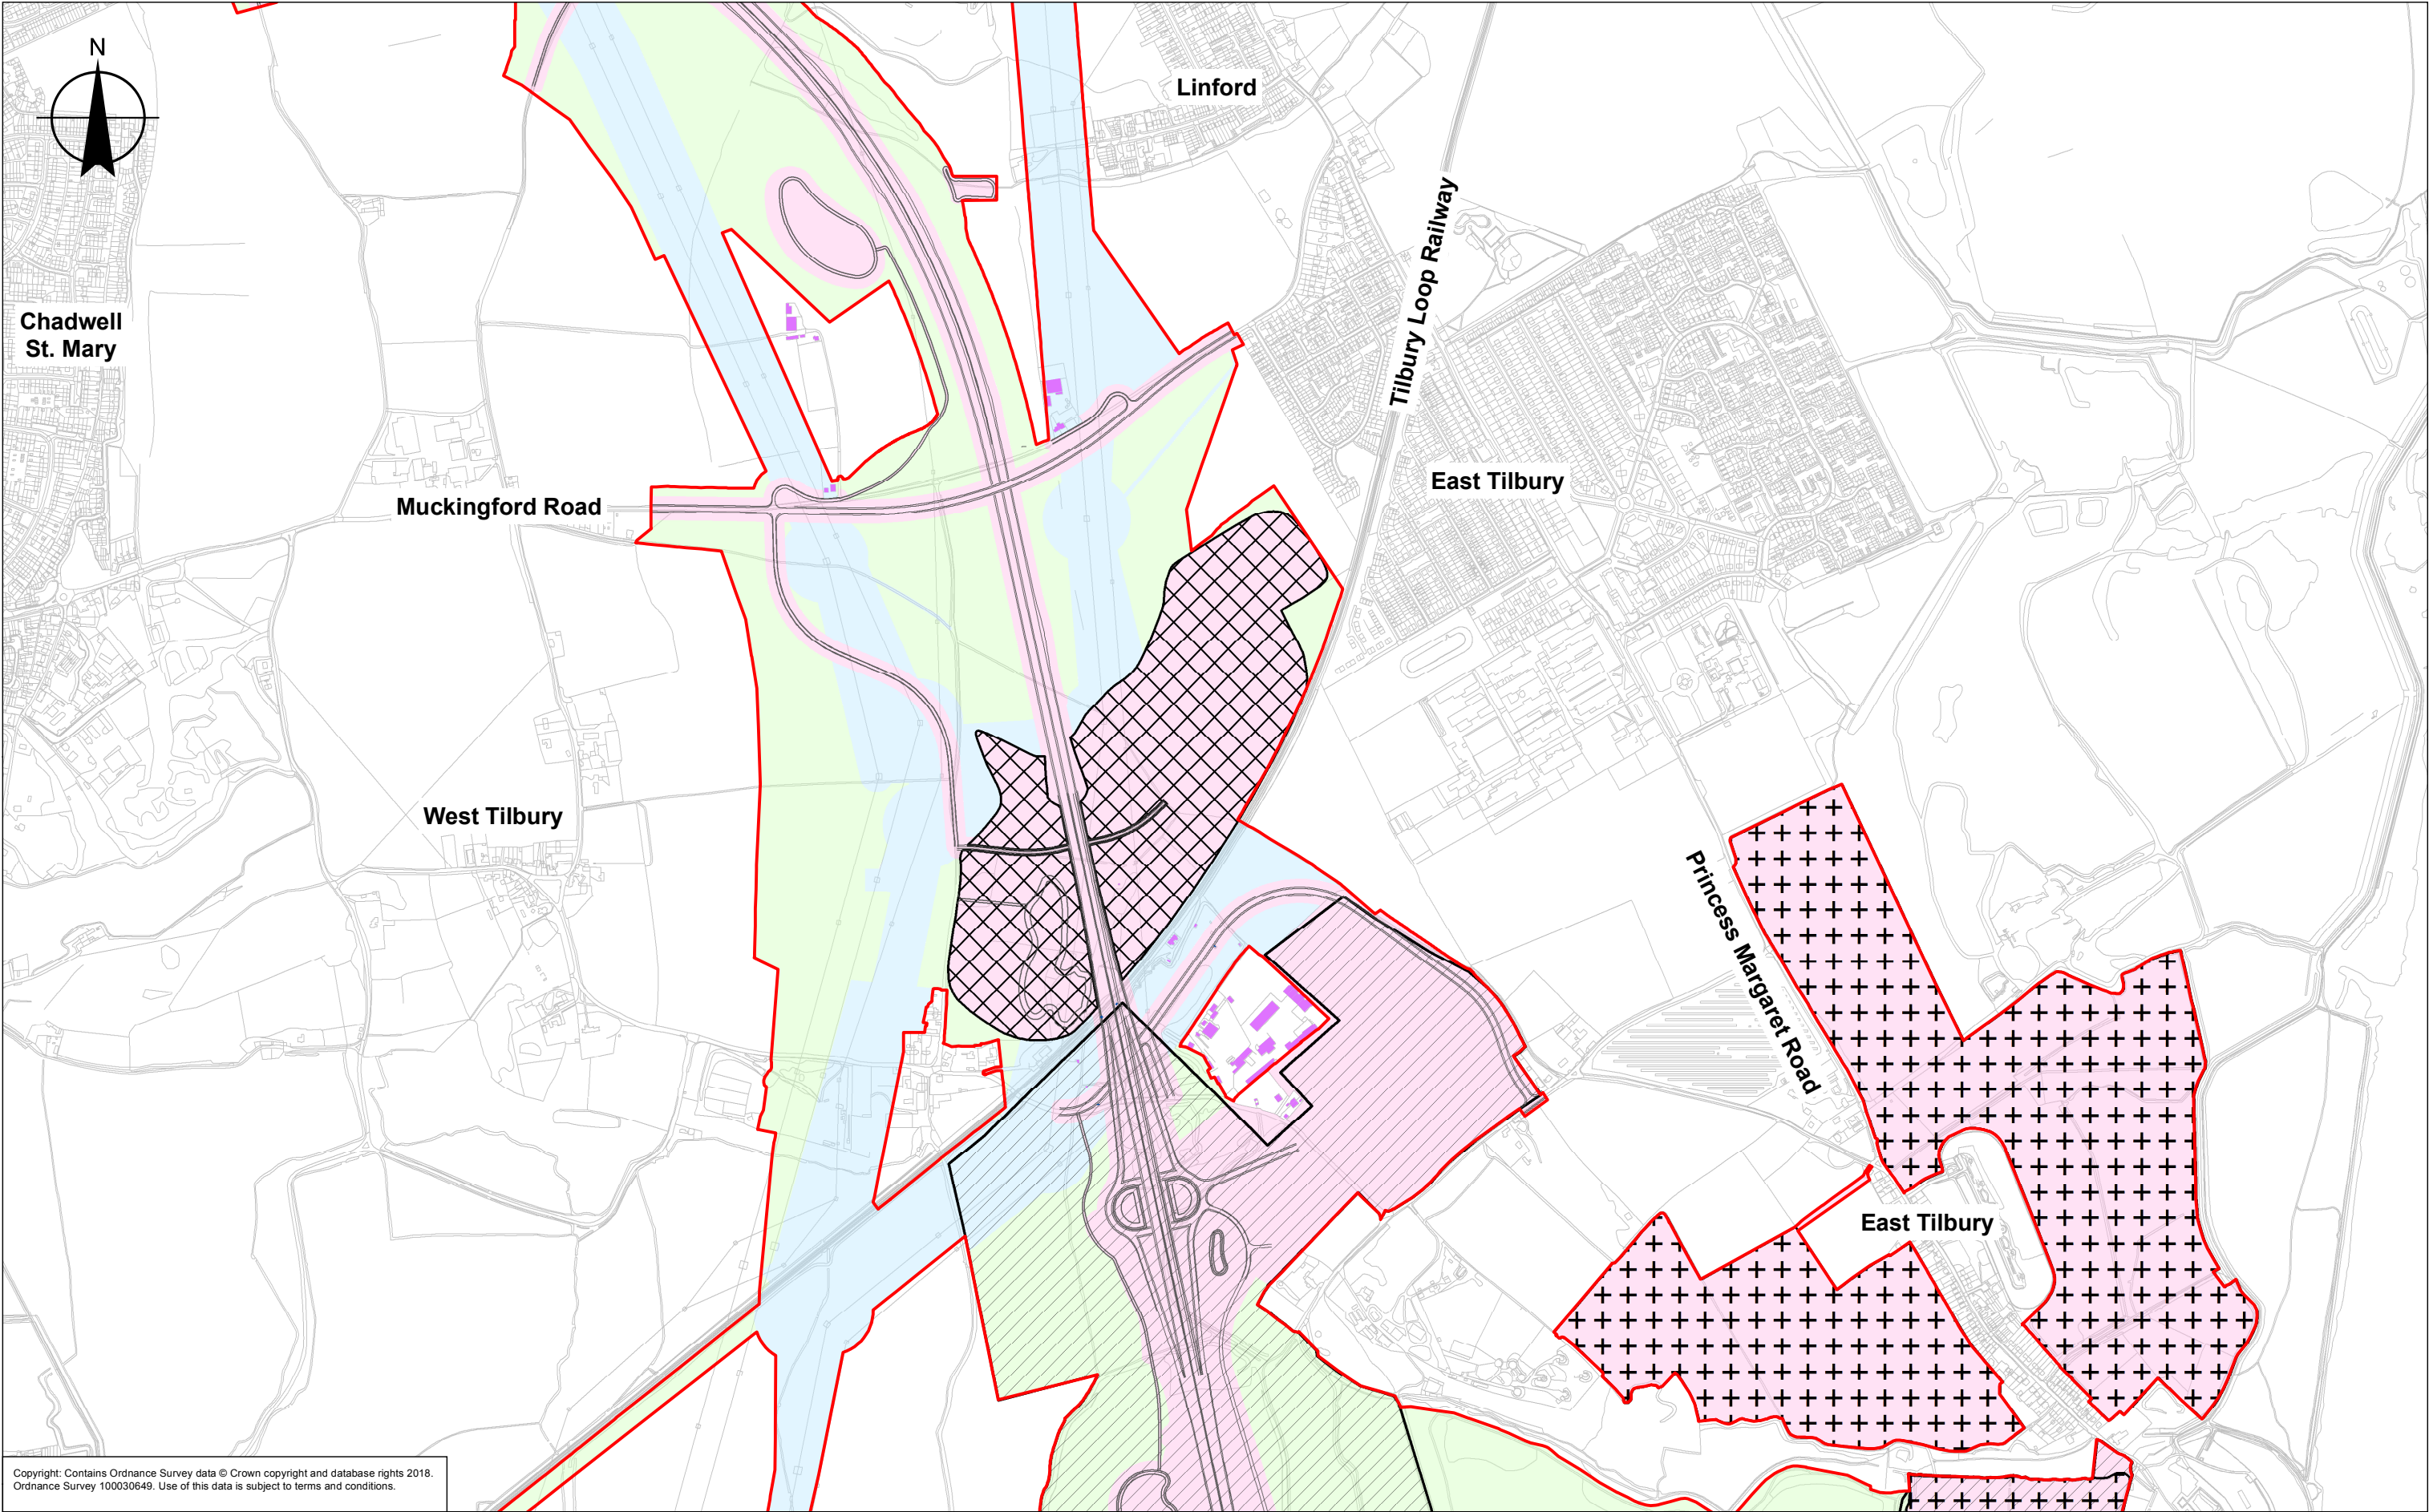 N
Linford
Tilbury Loop Railway
Chadwell
St. Mary
East Tilbury
Muckingford Road
West Tilbury
Princess Margaret Road
East Tilbury
Copyright: Contains Ordnance Survey data © Crown copyright and database rights 2018.
Ordnance Survey 100030649. Use of this data is subject to terms and conditions.